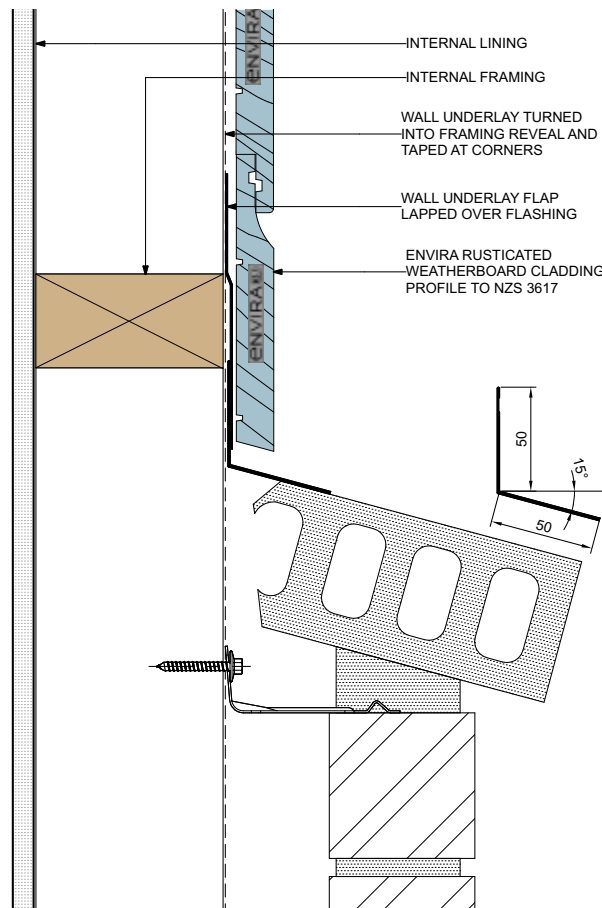 INTERNAL LINING
INTERNAL FRAMING
WALL UNDERLAY TURNED
INTO FRAMING REVEAL AND
TAPED AT CORNERS
WALL UNDERLAY FLAP
LAPPED OVER FLASHING
ENVIRA RUSTICATED
WEATHERBOARD CLADDING
PROFILE TO NZS 3617
ENVIRA
ENVIRA
50
15°
50